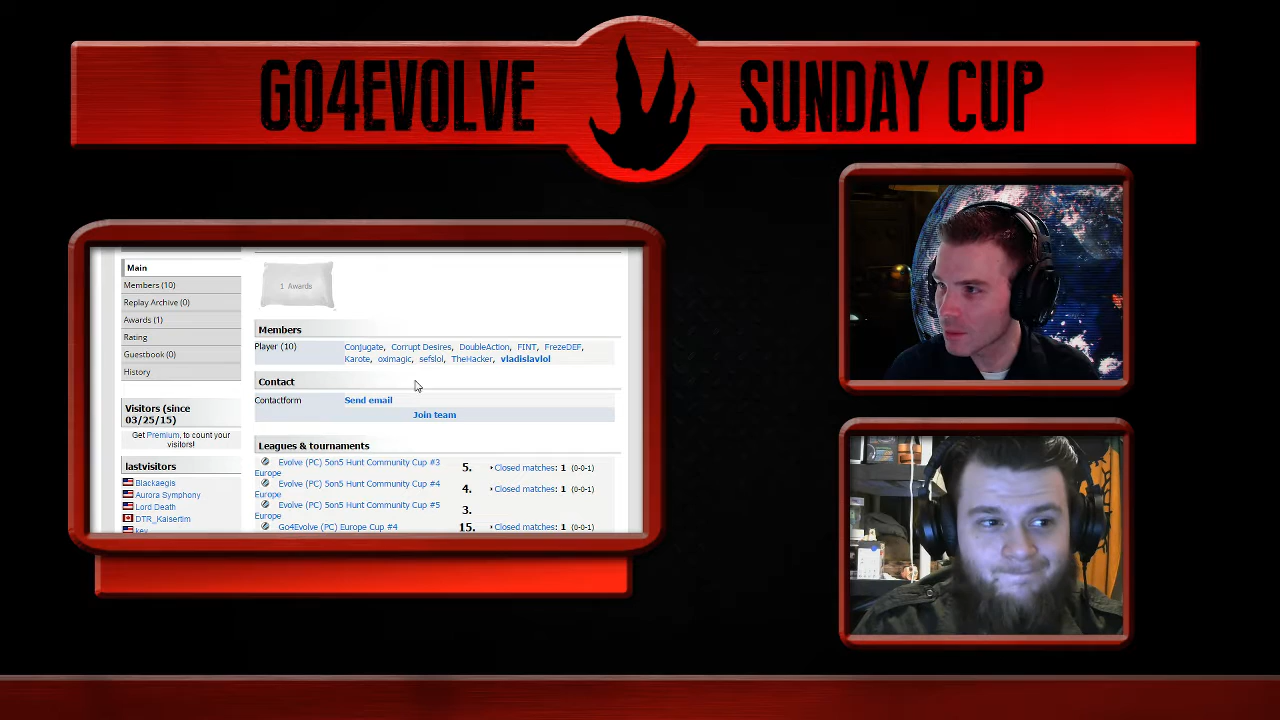 GO4EVOLVE SUNDAY CUP
Main
Members (10)
Replay Archive (0)
Awards (1)
Rating
Guestbook (0)
History
Visitors (since
03/25/15)
Get Premium, to count your
visitors!
lastvisitors
Blackaegis
Aurora Symphony
Lord Death
DTR_Kaisertim
key
1 Awards
Members
Player (10) Conjugate, Corrupt Desires, DoubleAction, FINT, FrezeDEF,
Karote, oximagic, sefslol, TheHacker, vladislavlol
Contact
Contactform Send email
Join team
Leagues & tournaments
Evolve (PC) 5on5 Hunt Community Cup #3
Europe 5. Closed matches: 1 (0-0-1)
Evolve (PC) 5on5 Hunt Community Cup #4
Europe 4. Closed matches: 1 (0-0-1)
Evolve (PC) 5on5 Hunt Community Cup #5
Europe 3.
Go4Evolve (PC) Europe Cup #4 15. Closed matches: 1 (0-0-1)